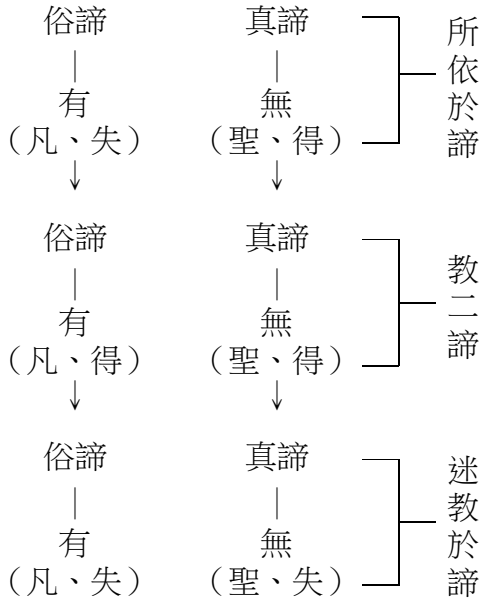 俗諦 真諦
| |
有 無
（凡、失） （聖、得）
↓ ↓
所依於諦
俗諦 真諦
| |
有 無
（凡、得） （聖、得）
↓ ↓
教二諦
俗諦 真諦
| |
有 無
（凡、失） （聖、失）
迷教於諦